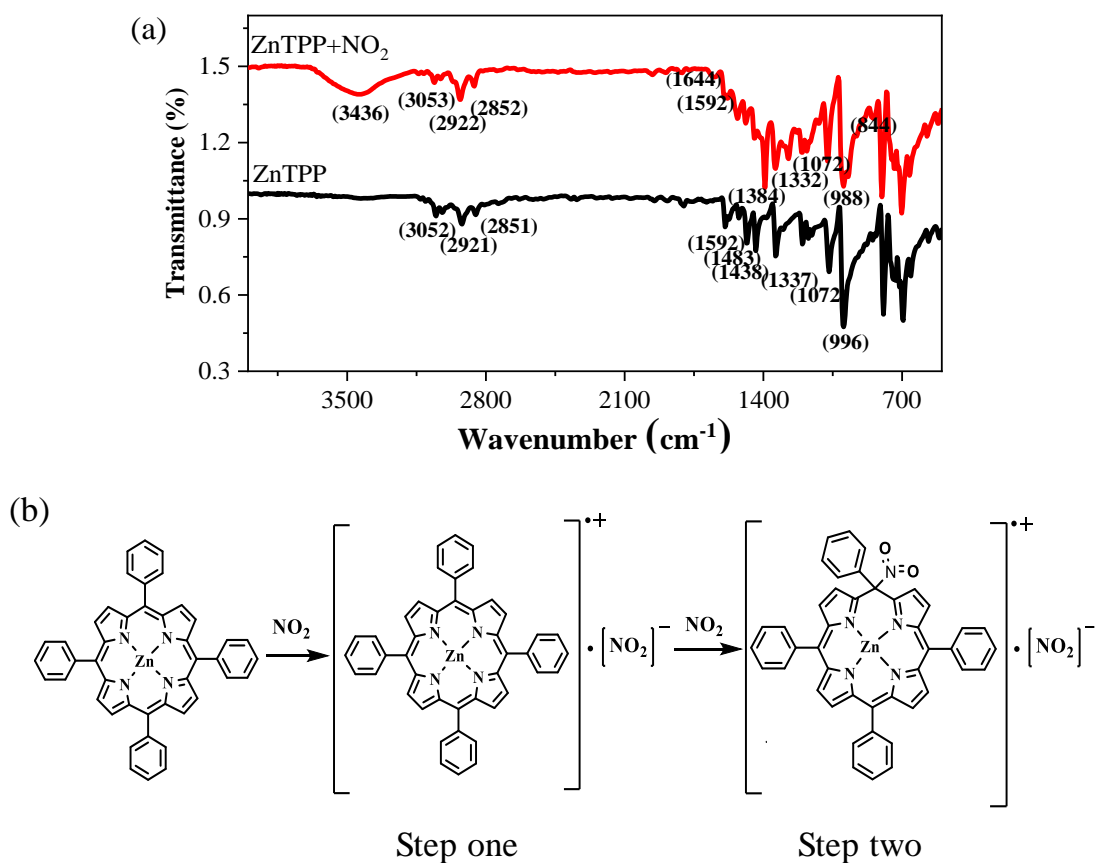 (a)
ZnTPP+NO₂
(3436)
(3053)
(2922)
(2852)
(1644)
(1592)
(1384)
(1332)
(1072)
(988)
(844)
ZnTPP
(3052)
(2921)
(2851)
(1592)
(1483)
(1438)
(1337)
(1072
(996)
Transmittance (%)
1.5
1.2
0.9
0.6
0.3
3500 2800 2100 1400 700
Wavenumber (cm⁻¹)
(b)
N N N N Zn
NO₂
N N N N Zn
•+
• [NO₂]⁻
NO₂
O N O
N N N N Zn
•+
• [NO₂]⁻
Step one
Step two